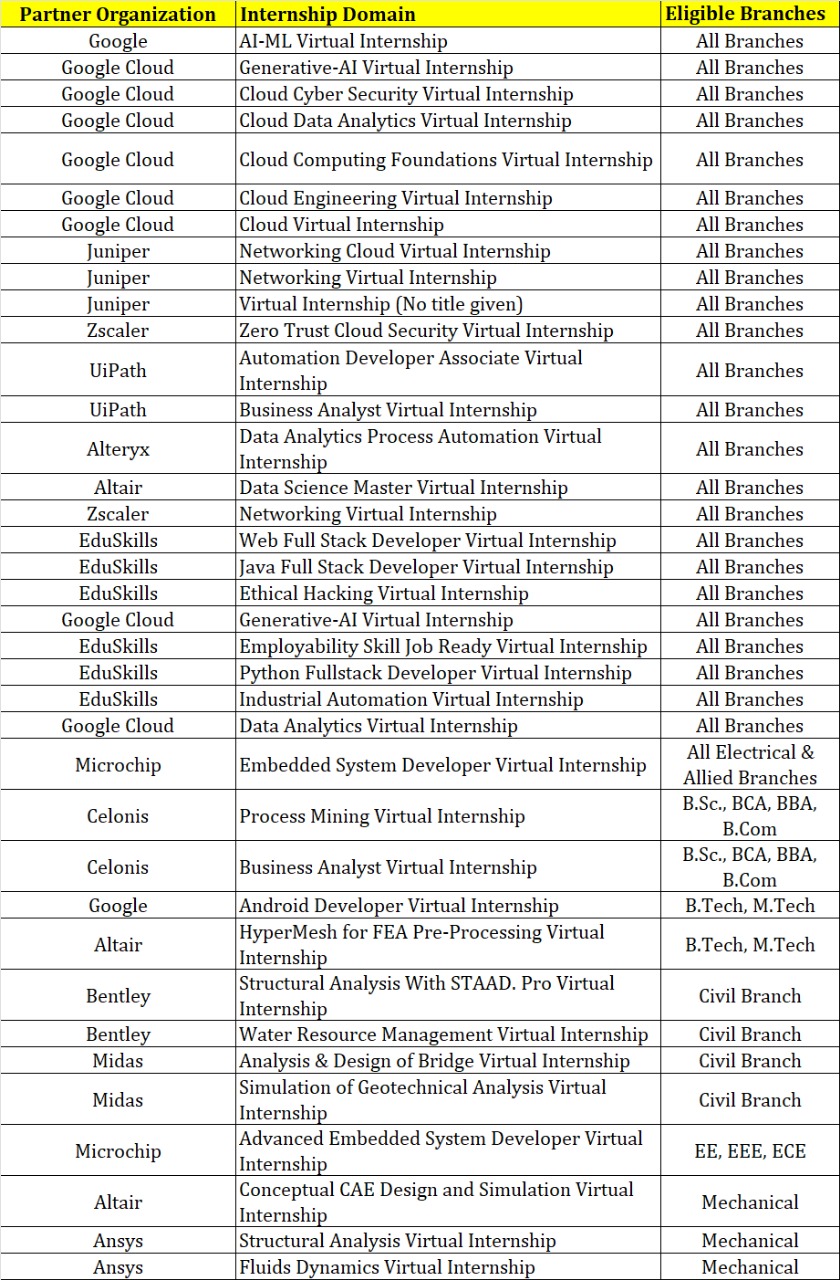 Partner Organization Internship Domain Eligible Branches
Google AI-ML Virtual Internship All Branches
Google Cloud Generative-AI Virtual Internship All Branches
Google Cloud Cloud Cyber Security Virtual Internship All Branches
Google Cloud Cloud Data Analytics Virtual Internship All Branches
Google Cloud Cloud Computing Foundations Virtual Internship All Branches
Google Cloud Cloud Engineering Virtual Internship All Branches
Google Cloud Cloud Virtual Internship All Branches
Juniper Networking Cloud Virtual Internship All Branches
Juniper Networking Virtual Internship All Branches
Juniper Virtual Internship (No title given) All Branches
Zscaler Zero Trust Cloud Security Virtual Internship All Branches
UiPath Automation Developer Associate Virtual
Internship All Branches
UiPath Business Analyst Virtual Internship All Branches
Alteryx Data Analytics Process Automation Virtual
Internship All Branches
Altair Data Science Master Virtual Internship All Branches
Zscaler Networking Virtual Internship All Branches
EduSkills Web Full Stack Developer Virtual Internship All Branches
EduSkills Java Full Stack Developer Virtual Internship All Branches
EduSkills Ethical Hacking Virtual Internship All Branches
Google Cloud Generative-AI Virtual Internship All Branches
EduSkills Employability Skill Job Ready Virtual Internship All Branches
EduSkills Python Fullstack Developer Virtual Internship All Branches
EduSkills Industrial Automation Virtual Internship All Branches
Google Cloud Data Analytics Virtual Internship All Branches
Microchip Embedded System Developer Virtual Internship All Electrical &
Allied Branches
Celonis Process Mining Virtual Internship B.Sc., BCA, BBA,
B.Com
Celonis Business Analyst Virtual Internship B.Sc., BCA, BBA,
B.Com
Google Android Developer Virtual Internship B.Tech, M.Tech
Altair HyperMesh for FEA Pre-Processing Virtual
Internship B.Tech, M.Tech
Bentley Structural Analysis With STAAD. Pro Virtual
Internship Civil Branch
Bentley Water Resource Management Virtual Internship Civil Branch
Midas Analysis & Design of Bridge Virtual Internship Civil Branch
Midas Simulation of Geotechnical Analysis Virtual
Internship Civil Branch
Microchip Advanced Embedded System Developer Virtual
Internship EE, EEE, ECE
Altair Conceptual CAE Design and Simulation Virtual
Internship Mechanical
Ansys Structural Analysis Virtual Internship Mechanical
Ansys Fluids Dynamics Virtual Internship Mechanical